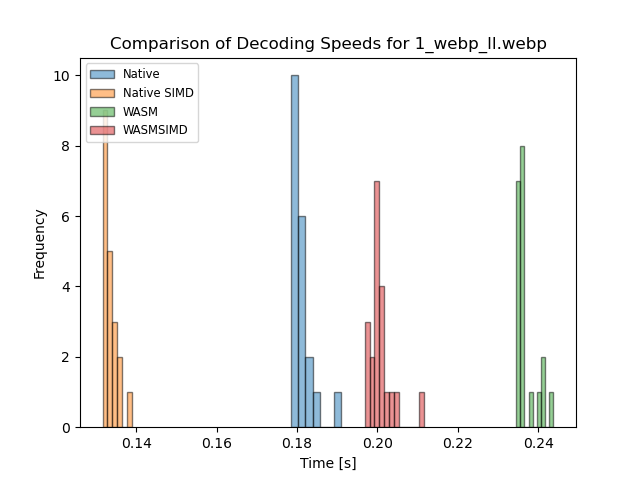 Comparison of Decoding Speeds for 1_webp_ll.webp
Native
Native SIMD
WASM
WASMSIMD
Frequency
10
8
6
4
2
0
0.14 0.16 0.18 0.20 0.22 0.24
Time [s]